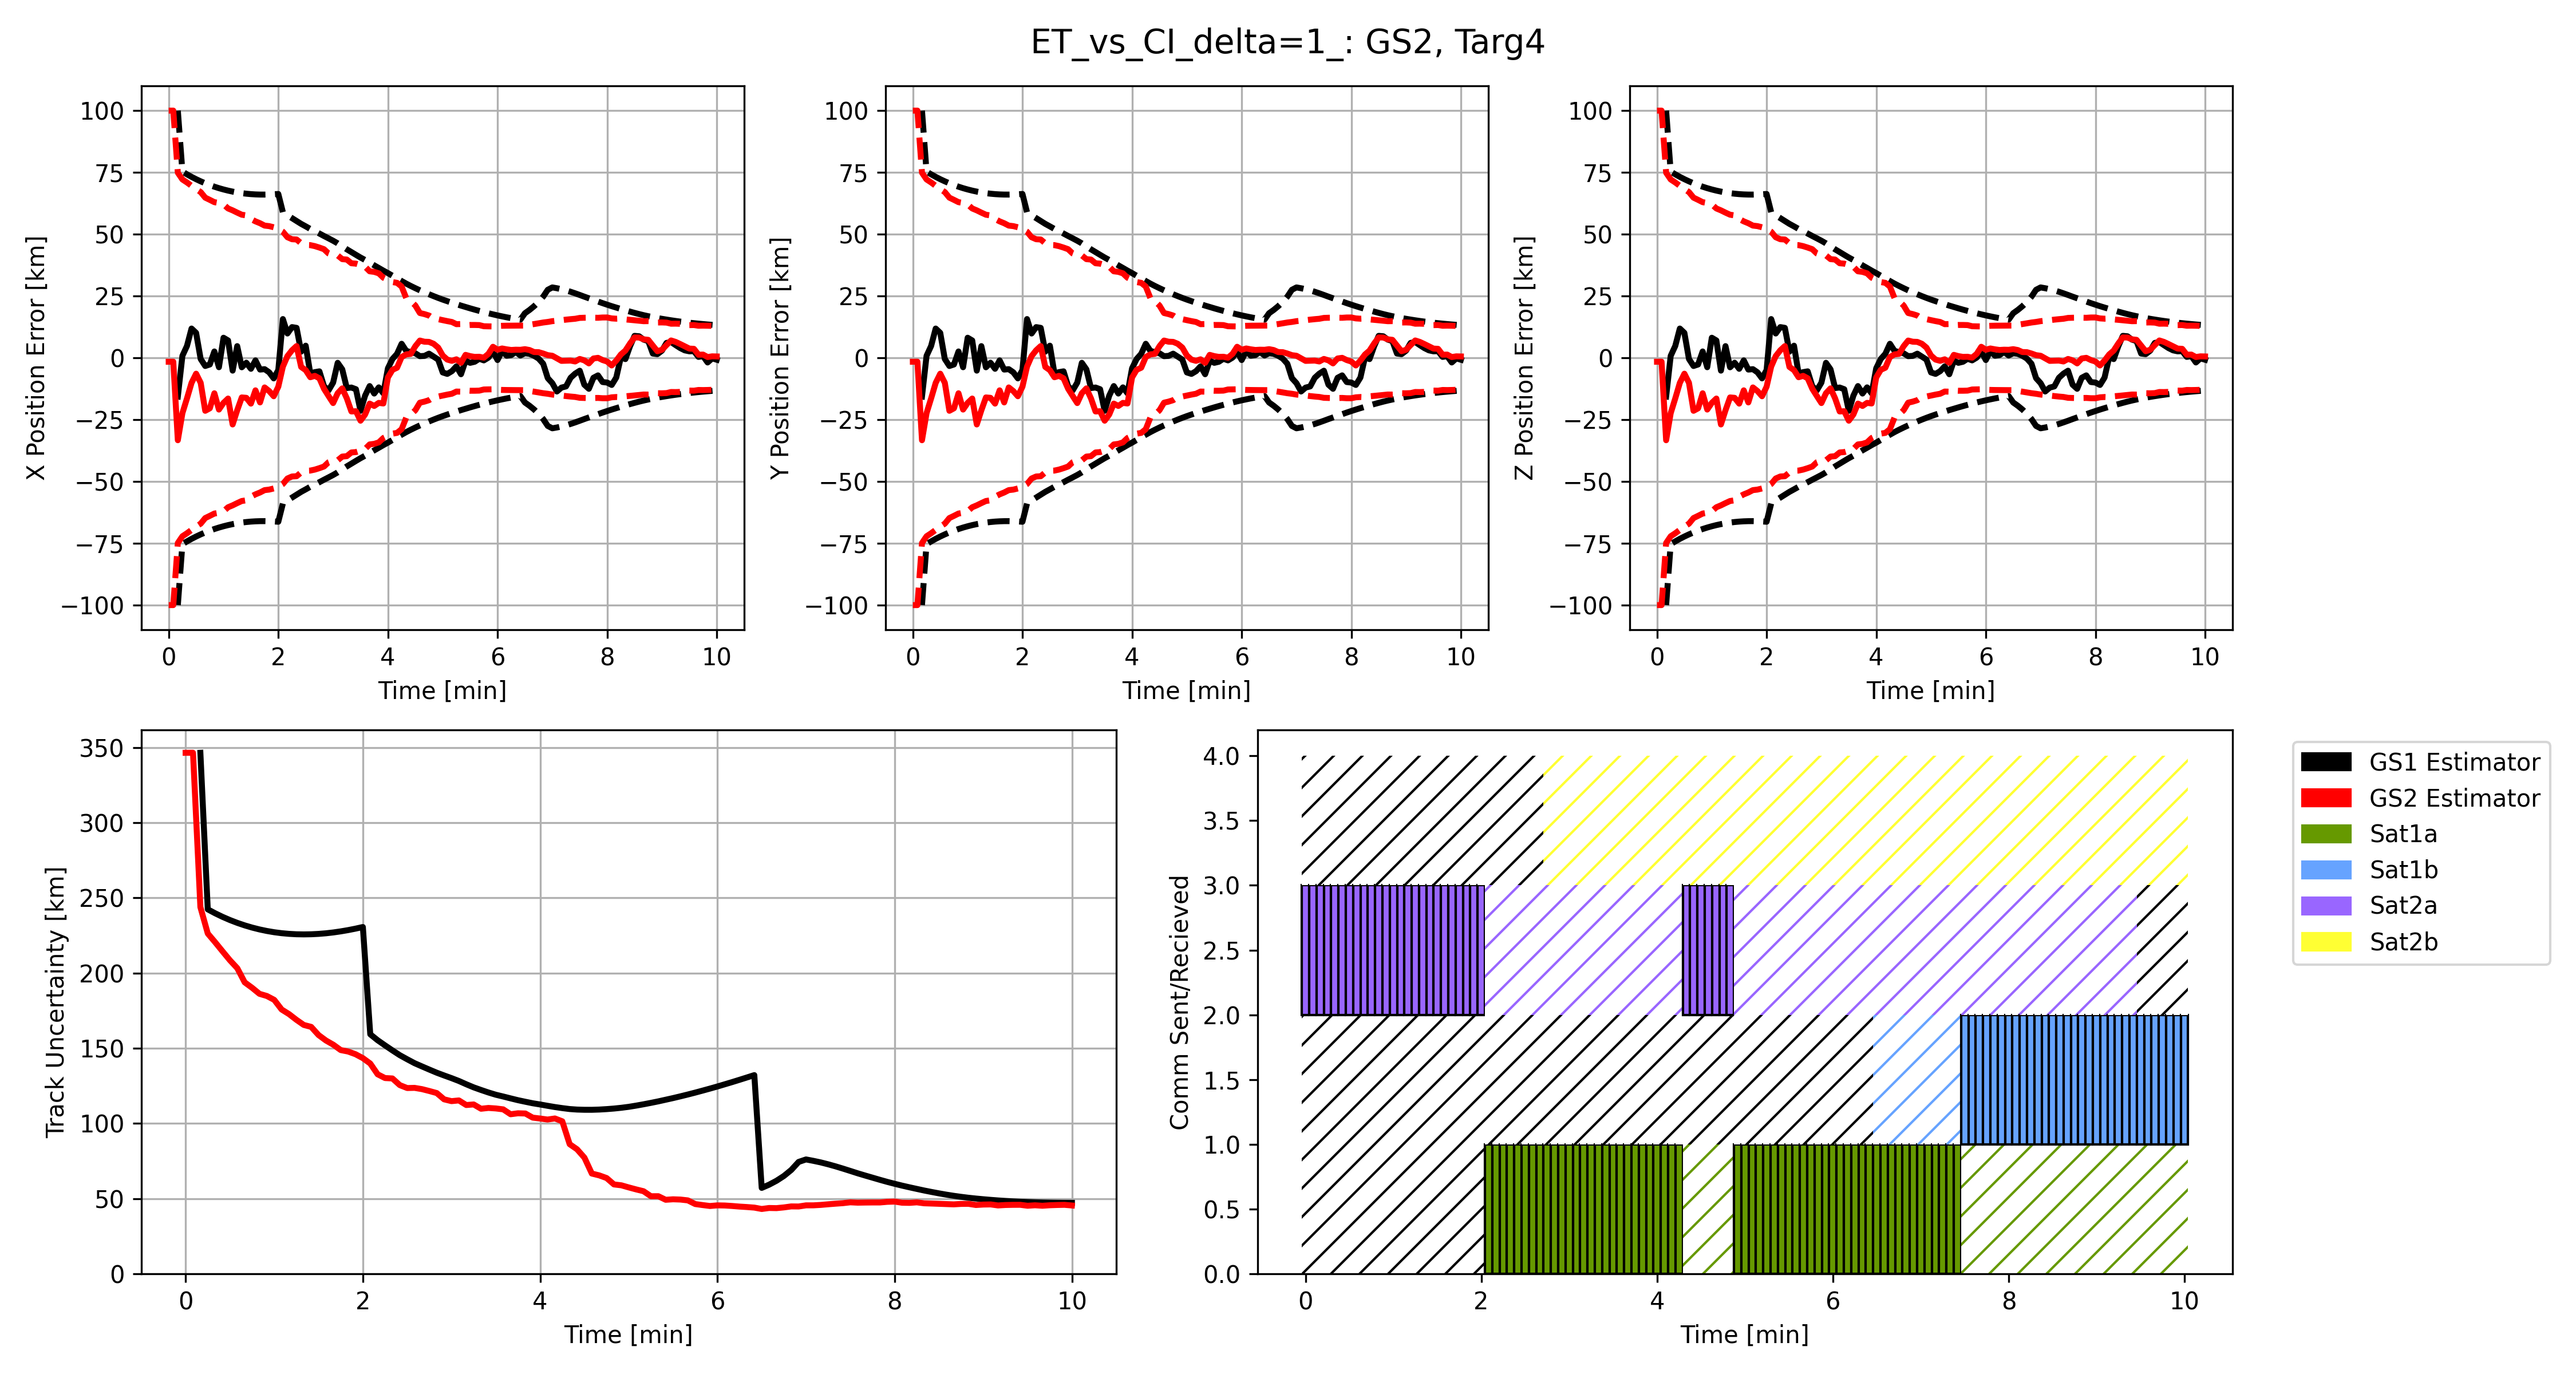 ET_vs_CI_delta=1_: GS2, Targ4
X Position Error [km]
100
75
50
25
0
−25
−50
−75
−100
0 2 4 6 8 10
Time [min]
Y Position Error [km]
100
75
50
25
0
−25
−50
−75
−100
0 2 4 6 8 10
Time [min]
Z Position Error [km]
100
75
50
25
0
−25
−50
−75
−100
0 2 4 6 8 10
Time [min]
Track Uncertainty [km]
350
300
250
200
150
100
50
0
0 2 4 6 8 10
Time [min]
Comm Sent/Recieved
4.0
3.5
3.0
2.5
2.0
1.5
1.0
0.5
0.0
0 2 4 6 8 10
Time [min]
GS1 Estimator
GS2 Estimator
Sat1a
Sat1b
Sat2a
Sat2b